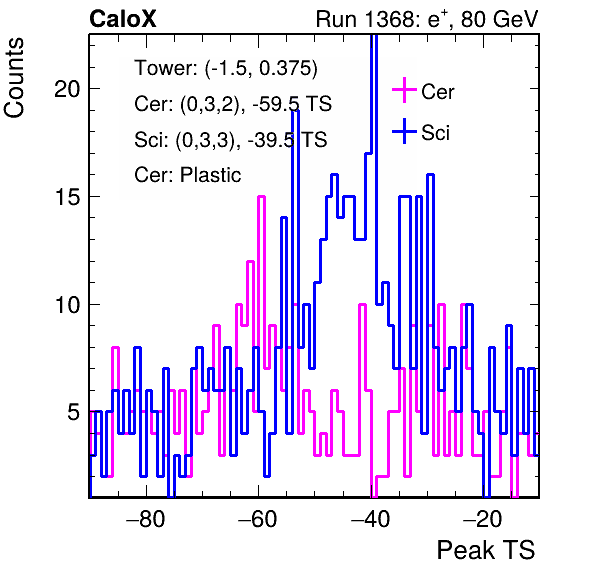 CaloX Run 1368: e⁺, 80 GeV
Counts
Tower: (-1.5, 0.375)
Cer: (0,3,2), -59.5 TS
Sci: (0,3,3), -39.5 TS
Cer: Plastic
Cer
Sci
20
15
10
5
−80 −60 −40 −20
Peak TS